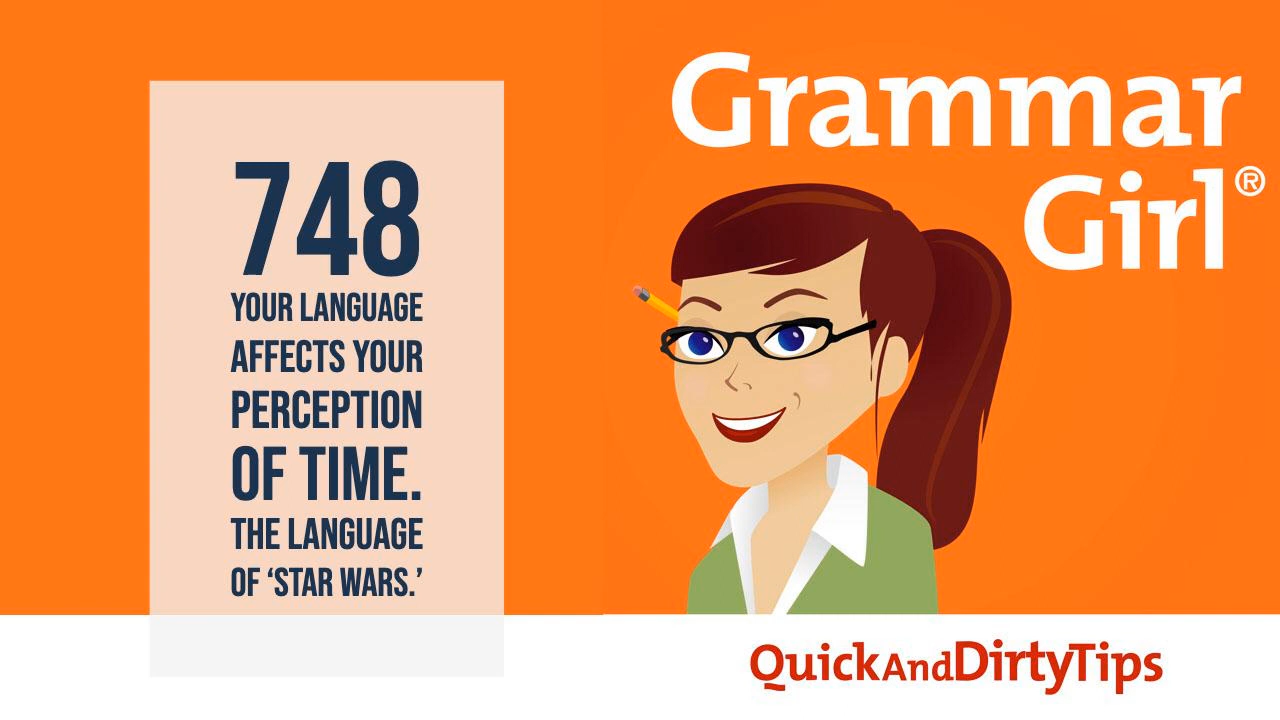 748
YOUR LANGUAGE
AFFECTS YOUR
PERCEPTION
OF TIME.
THE LANGUAGE
OF ‘STAR WARS.’
Grammar
Girl®
QuickAndDirtyTips